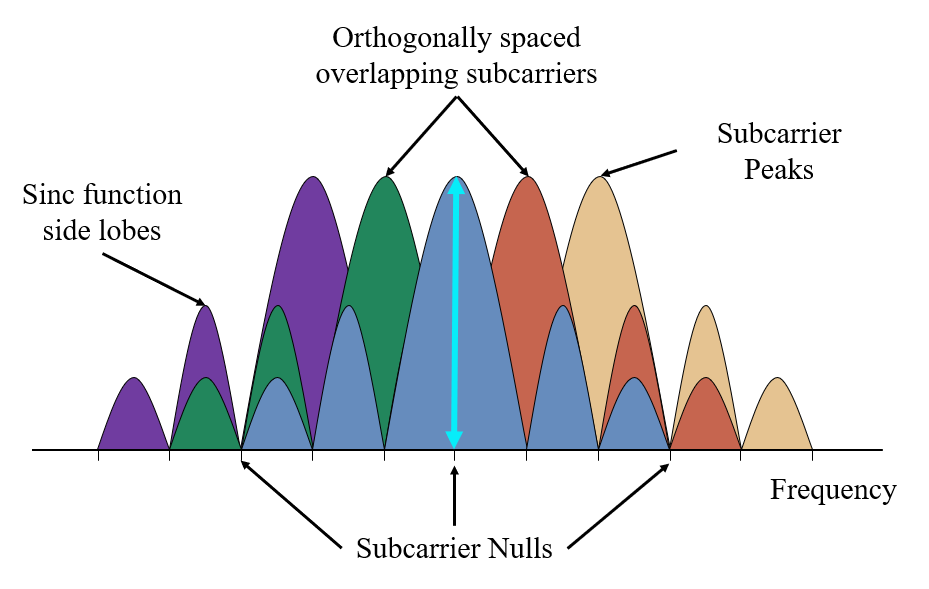 Orthogonally spaced
overlapping subcarriers
Subcarrier
Peaks
Sinc function
side lobes
Frequency
Subcarrier Nulls